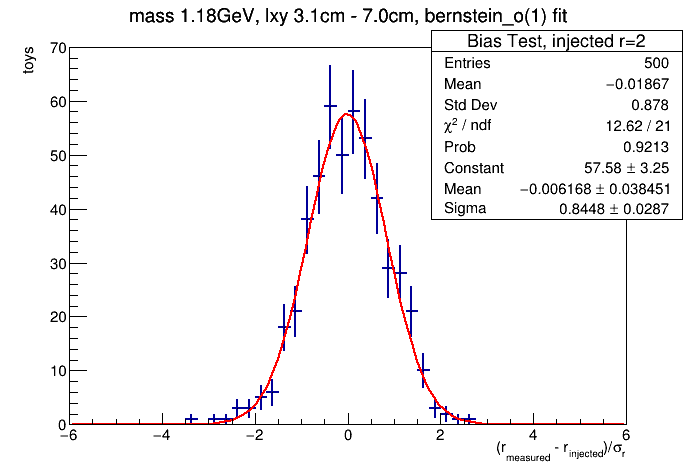 mass 1.18GeV, lxy 3.1cm - 7.0cm, bernstein_o(1) fit
toys
Bias Test, injected r=2
Entries 500
Mean −0.01867
Std Dev 0.878
χ² / ndf 12.62 / 21
Prob 0.9213
Constant 57.58 ± 3.25
Mean −0.006168 ± 0.038451
Sigma 0.8448 ± 0.0287
70
60
50
40
30
20
10
0
−6 −4 −2 0 2 4 6
(r_measured - r_injected)/σ_r